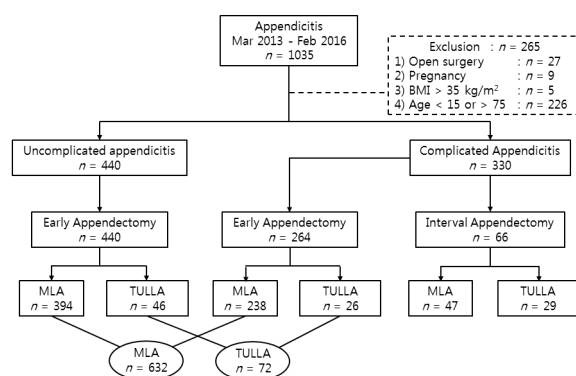 Appendicitis
Mar 2013 - Feb 2016
n = 1035
Exclusion : n = 265
1) Open surgery : n = 27
2) Pregnancy : n = 9
3) BMI > 35 kg/m² : n = 5
4) Age < 15 or > 75 : n = 226
Uncomplicated appendicitis
n = 440
Complicated Appendicitis
n = 330
Early Appendectomy
n = 440
Early Appendectomy
n = 264
Interval Appendectomy
n = 66
MLA
n = 394
TULLA
n = 46
MLA
n = 238
TULLA
n = 26
MLA
n = 47
TULLA
n = 29
MLA
n = 632
TULLA
n = 72